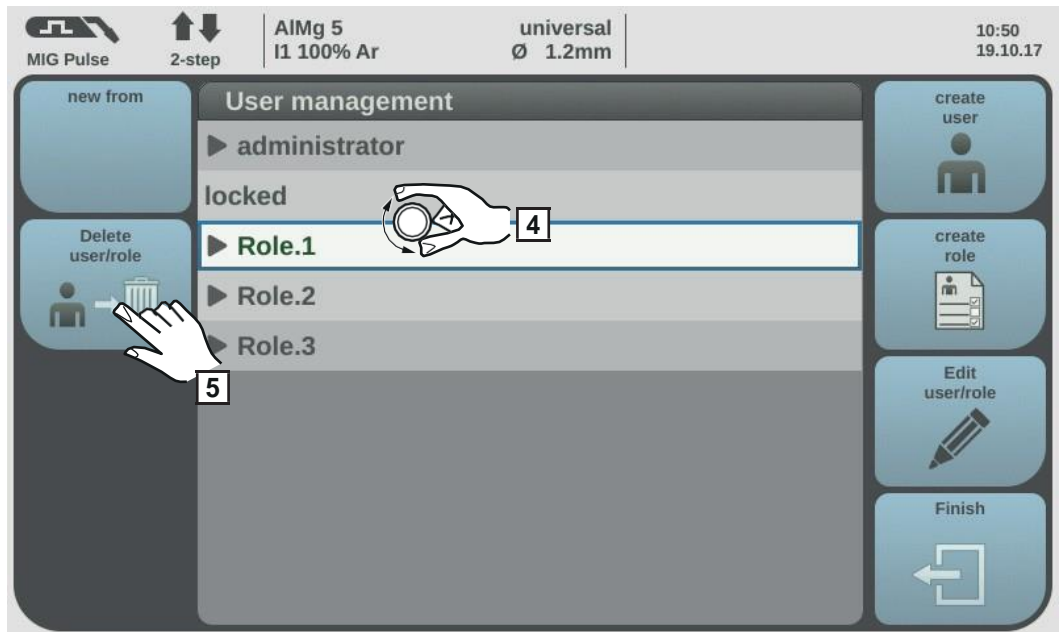 MIG Pulse
2-step
AlMg 5
I1 100% Ar
universal
Ø 1.2mm
10:50
19.10.17
new from
Delete
user/role
5
User management
administrator
locked
4
Role.1
Role.2
Role.3
create
user
create
role
Edit
user/role
Finish